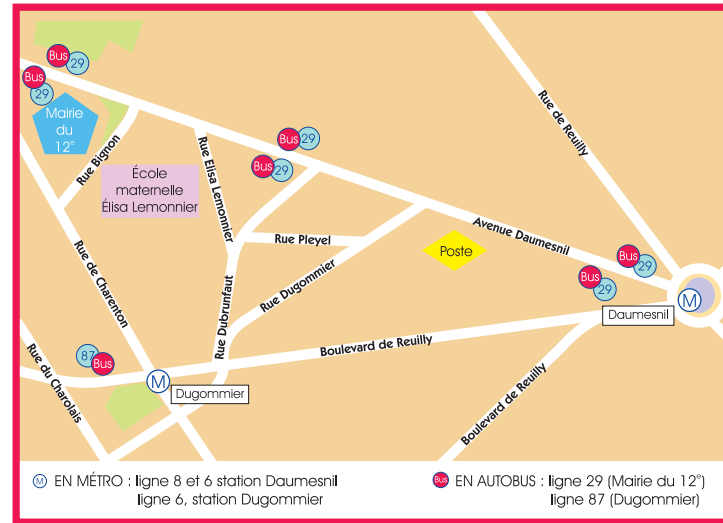 Bus 29
Bus
29
Mairie
du
12°
Rue Bignon
École
maternelle
Élisa Lemonnier
Rue Elisa Lemonnier
Bus 29
Bus 29
Rue de Reuilly
Avenue Daumesnil
Rue Pleyel
Poste
Rue Dugommier
Rue Dubrunfaut
Rue de Charenton
Bus 29
Bus 29
M
Daumesnil
Boulevard de Reuilly
Boulevard de Reuilly
87 Bus
Rue du Charolais
M
Dugommier
M EN MÉTRO : ligne 8 et 6 station Daumesnil
ligne 6, station Dugommier
Bus EN AUTOBUS : ligne 29 (Mairie du 12°)
ligne 87 (Dugommier)